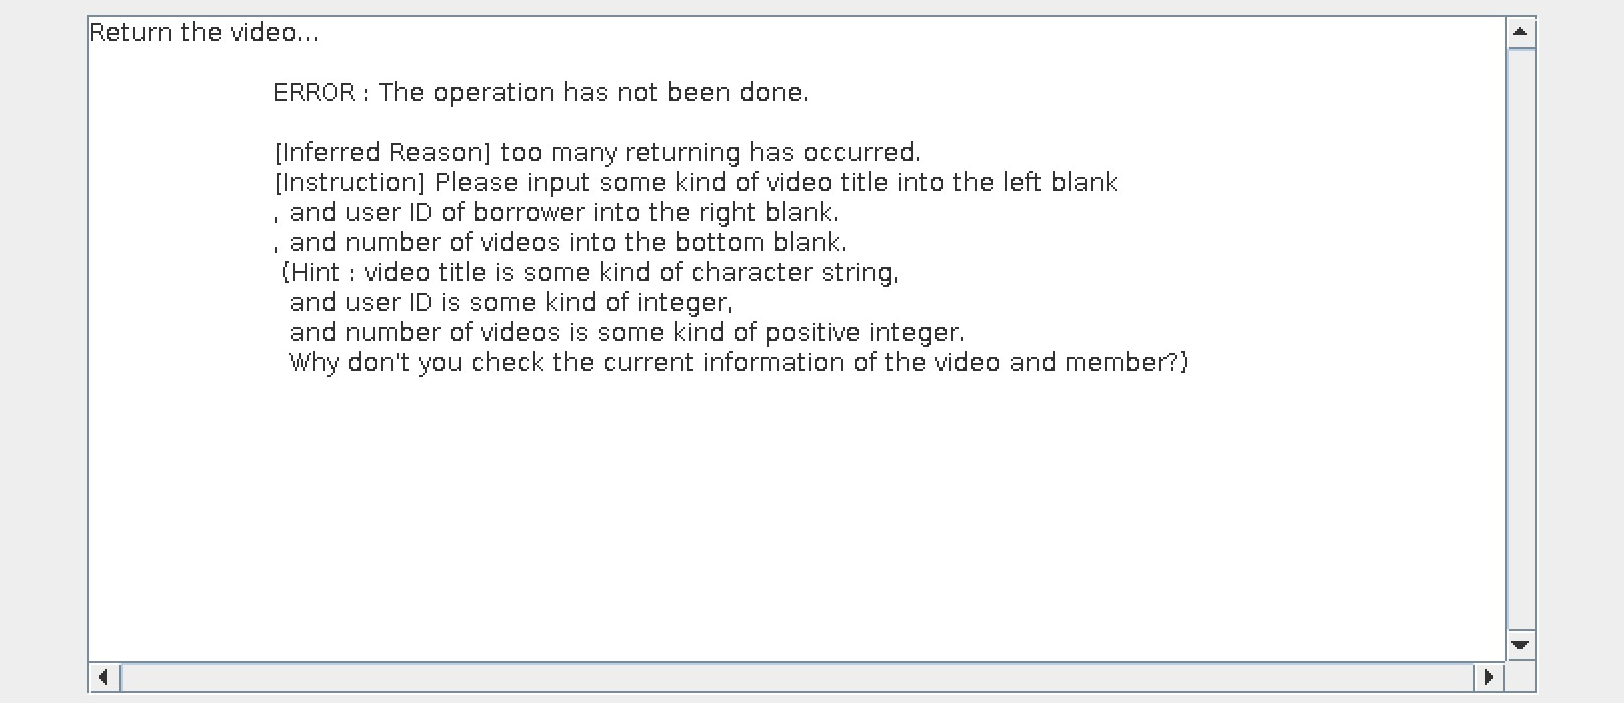 Return the video...
ERROR : The operation has not been done.
[Inferred Reason] too many returning has occurred.
[Instruction] Please input some kind of video title into the left blank
, and user ID of borrower into the right blank.
, and number of videos into the bottom blank.
(Hint : video title is some kind of character string,
and user ID is some kind of integer,
and number of videos is some kind of positive integer.
Why don't you check the current information of the video and member?)